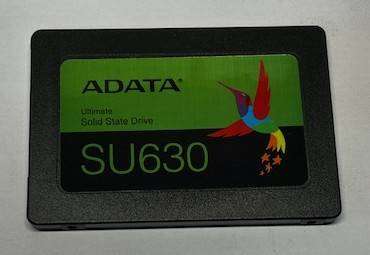 ADATA
Ultimate
Solid State Drive
SU630